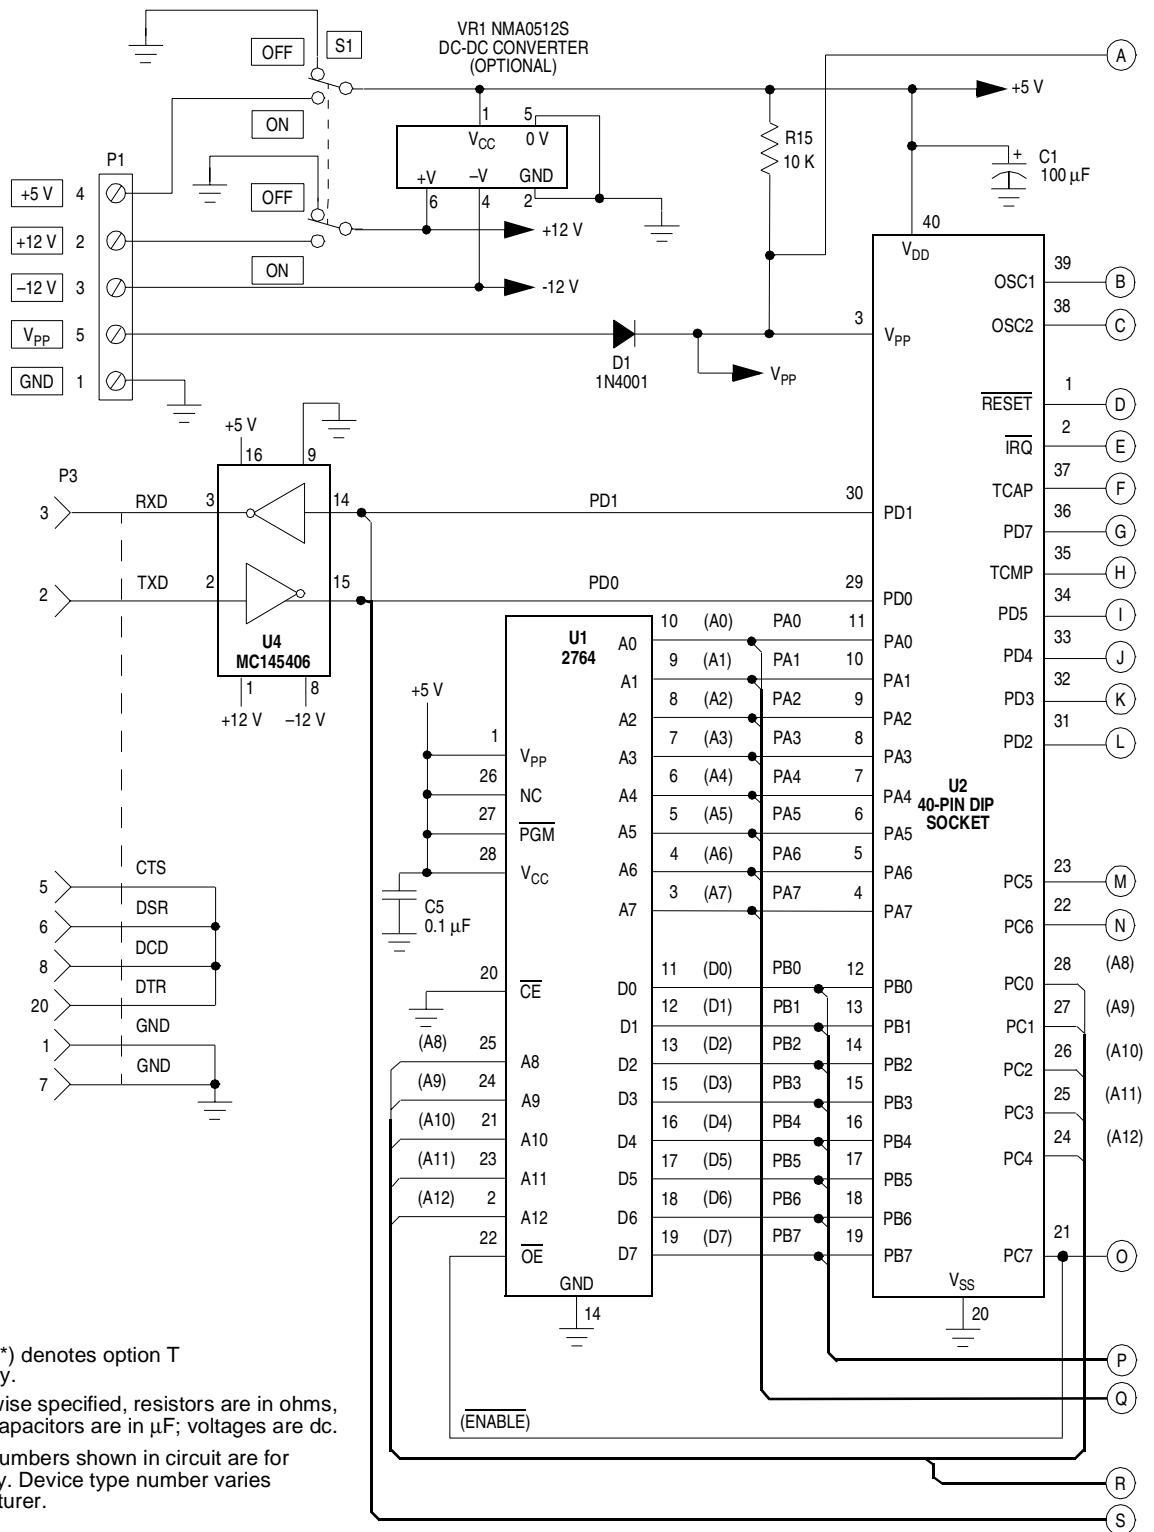 VR1 NMA0512S
DC-DC CONVERTER
(OPTIONAL)
OFF
S1
A
+5 V
1
5
VCC
0 V
ON
R15
10 K
+
C1
100 µF
P1
+V
–V
GND
6
4
2
+5 V 4
OFF
+12 V 2
+12 V
40
VDD
ON
–12 V 3
-12 V
39
OSC1
B
38
OSC2
C
VPP 5
3
VPP
D1
1N4001
VPP
GND 1
1
RESET
D
+5 V
16
9
2
IRQ
E
P3
37
TCAP
F
3
RXD
3
14
PD1
30
PD1
36
PD7
G
35
TCMP
H
2
TXD
2
15
PD0
29
PD0
34
PD5
I
U4
MC145406
1
8
+12 V
–12 V
U1
2764
A0 10 (A0) PA0 11 PA0
33
PD4
J
A1 9 (A1) PA1 10 PA1
32
PD3
K
A2 8 (A2) PA2 9 PA2
31
PD2
L
+5 V
1
VPP
A3 7 (A3) PA3 8 PA3
26
NC
A4 6 (A4) PA4 7 PA4
U2
40-PIN DIP
SOCKET
27
PGM
A5 5 (A5) PA5 6 PA5
28
VCC
A6 4 (A6) PA6 5 PA6
23
PC5
M
C5
0.1 µF
A7 3 (A7) PA7 4 PA7
22
PC6
N
5
CTS
6
DSR
8
DCD
20
DTR
1
GND
7
GND
20
CE
D0 11 (D0) PB0 12 PB0
PC0 28 (A8)
D1 12 (D1) PB1 13 PB1
PC1 27 (A9)
(A8) 25 A8
D2 13 (D2) PB2 14 PB2
PC2 26 (A10)
(A9) 24 A9
D3 15 (D3) PB3 15 PB3
PC3 25 (A11)
(A10) 21 A10
D4 16 (D4) PB4 16 PB4
PC4 24 (A12)
(A11) 23 A11
D5 17 (D5) PB5 17 PB5
(A12) 2 A12
D6 18 (D6) PB6 18 PB6
22
OE
D7 19 (D7) PB7 19 PB7
21
PC7
O
GND
14
VSS
20
P
Q
(ENABLE)
R
S
*) denotes option T
y.
wise specified, resistors are in ohms,
capacitors are in µF; voltages are dc.
umbers shown in circuit are for
y. Device type number varies
turer.